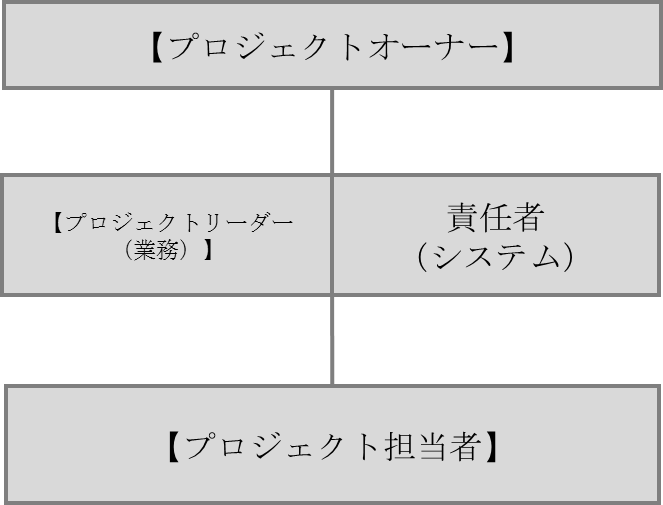 【プロジェクトオーナー】
【プロジェクトリーダー
（業務）】
責任者
（システム）
【プロジェクト担当者】